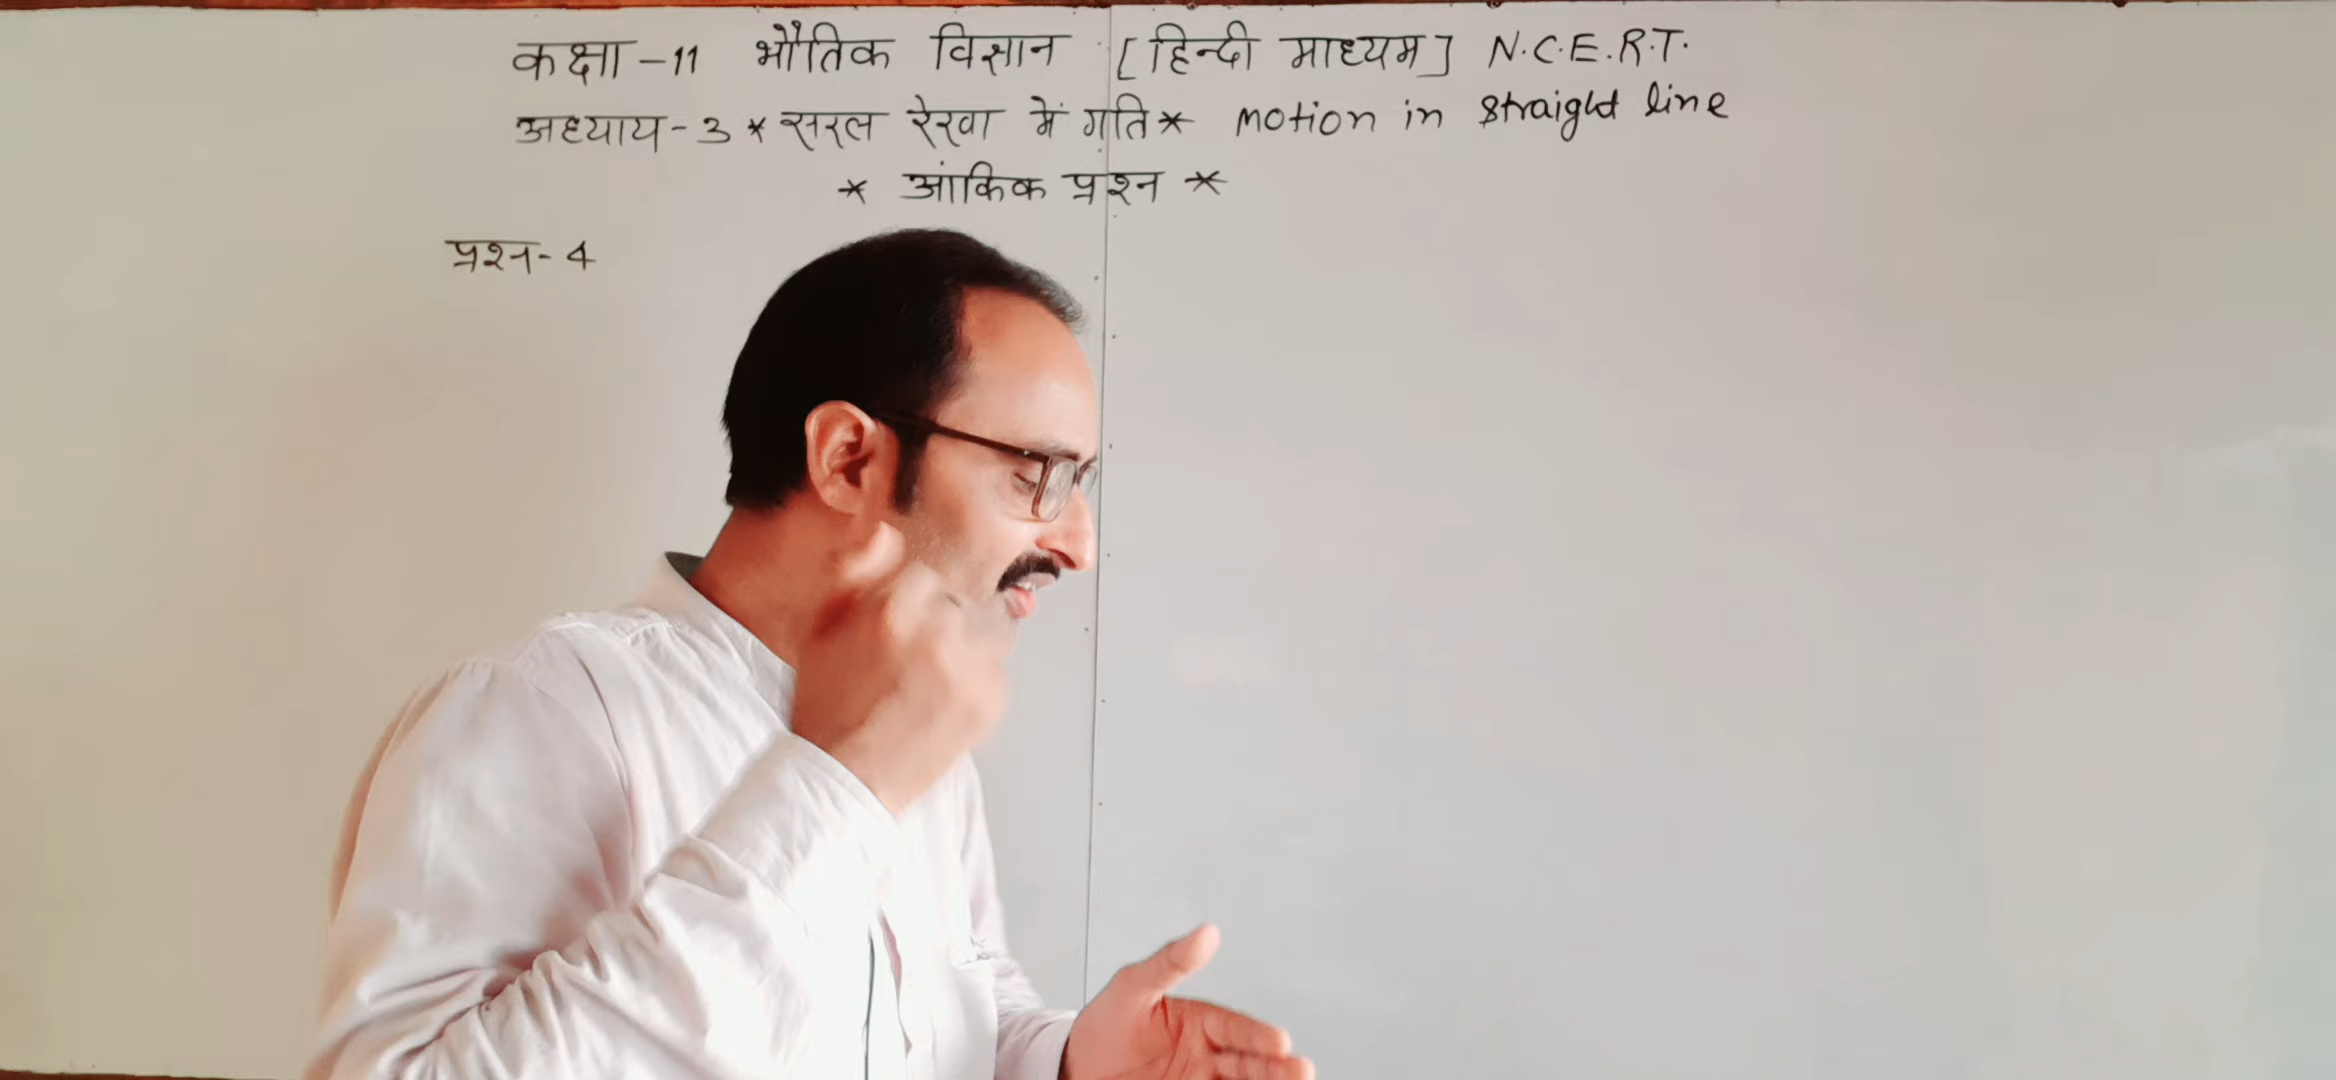 कक्षा -11 भौतिक विज्ञान [हिन्दी माध्यम] N.C.E.R.T.
अध्याय - 3 * सरल रेखा में गति * motion in straight line
* आंकिक प्रश्न *
प्रश्न - 4